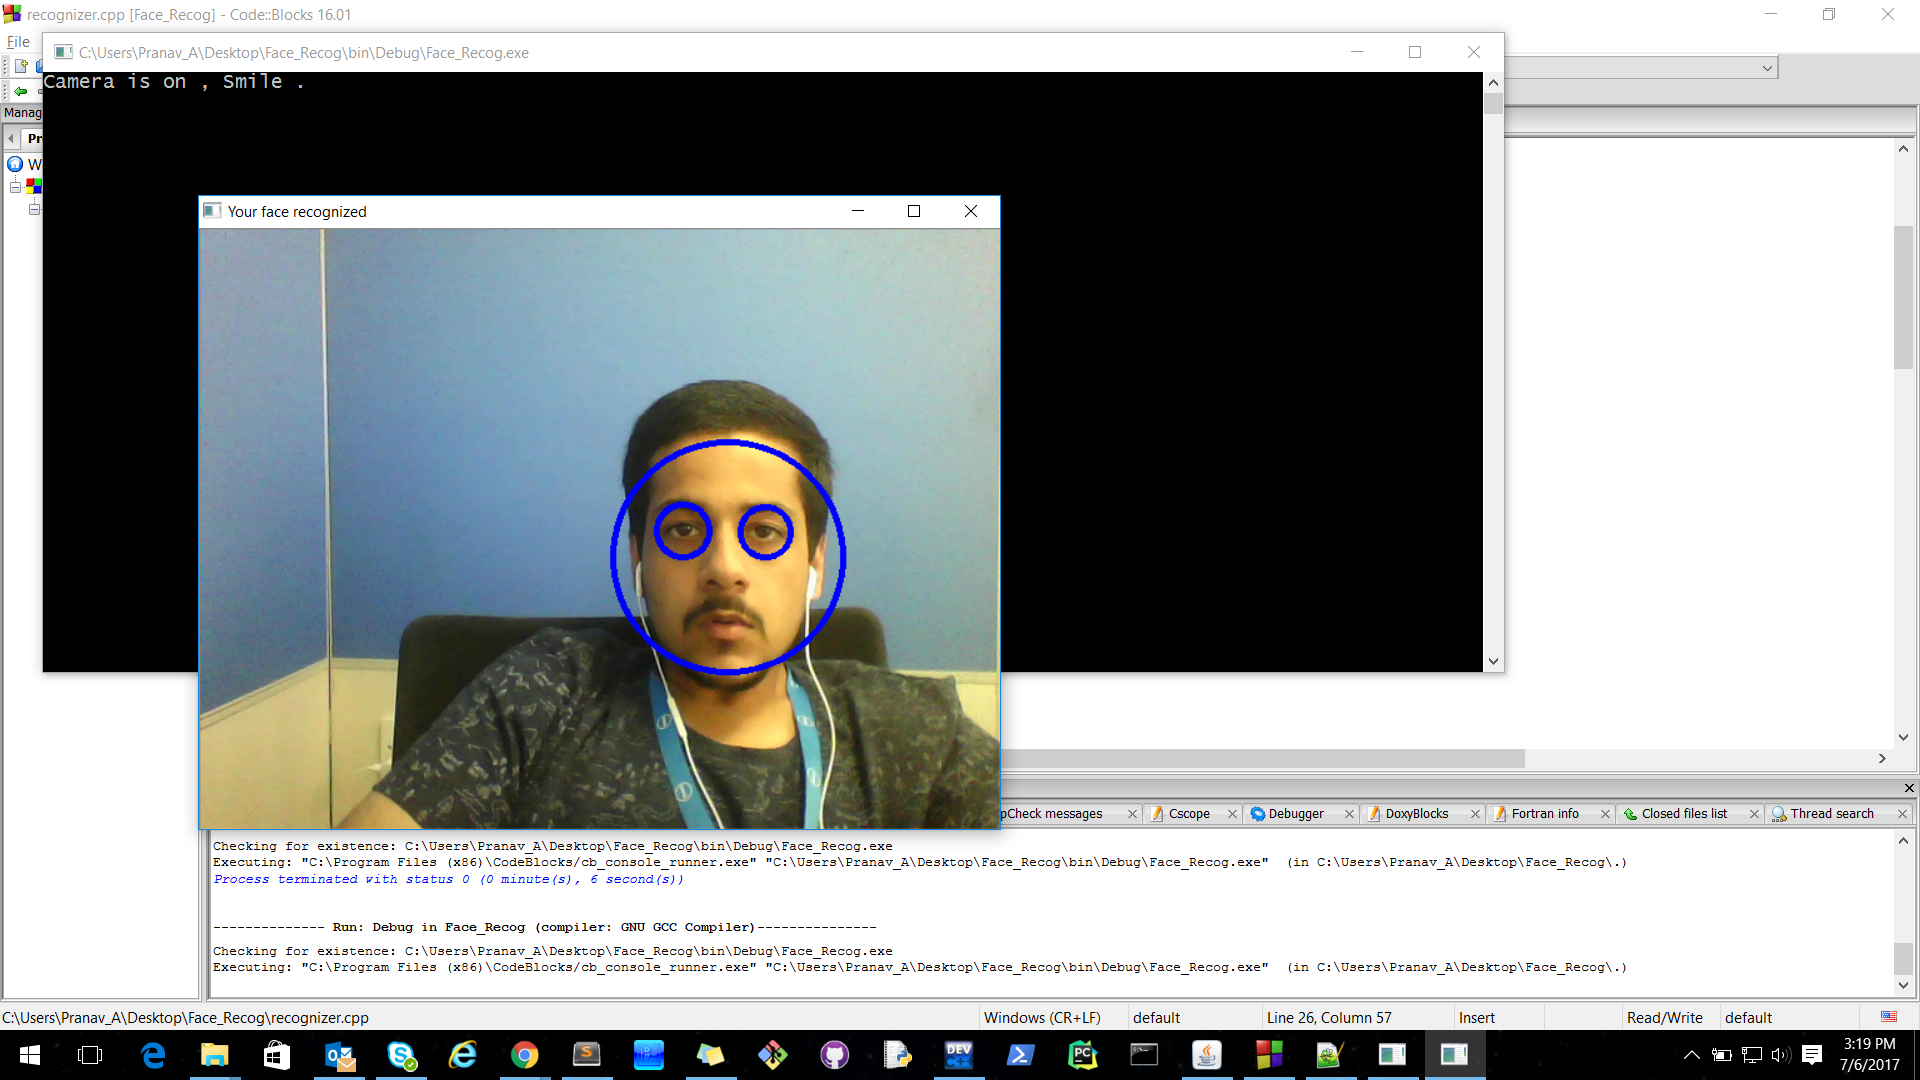 recognizer.cpp [Face_Recog] - Code::Blocks 16.01
File
C:\Users\Pranav_A\Desktop\Face_Recog\bin\Debug\Face_Recog.exe
Camera is on , Smile .
Manag
Pr
W
Your face recognized
pCheck messages
Cscope
Debugger
DoxyBlocks
Fortran info
Closed files list
Thread search
Checking for existence: C:\Users\Pranav_A\Desktop\Face_Recog\bin\Debug\Face_Recog.exe
Executing: "C:\Program Files (x86)\CodeBlocks/cb_console_runner.exe" "C:\Users\Pranav_A\Desktop\Face_Recog\bin\Debug\Face_Recog.exe"  (in C:\Users\Pranav_A\Desktop\Face_Recog\.)
Process terminated with status 0 (0 minute(s), 6 second(s))
-------------- Run: Debug in Face_Recog (compiler: GNU GCC Compiler)---------------
Checking for existence: C:\Users\Pranav_A\Desktop\Face_Recog\bin\Debug\Face_Recog.exe
Executing: "C:\Program Files (x86)\CodeBlocks/cb_console_runner.exe" "C:\Users\Pranav_A\Desktop\Face_Recog\bin\Debug\Face_Recog.exe"  (in C:\Users\Pranav_A\Desktop\Face_Recog\.)
C:\Users\Pranav_A\Desktop\Face_Recog\recognizer.cpp
Windows (CR+LF)
default
Line 26, Column 57
Insert
Read/Write
default
DEV
PC
3:19 PM
7/6/2017